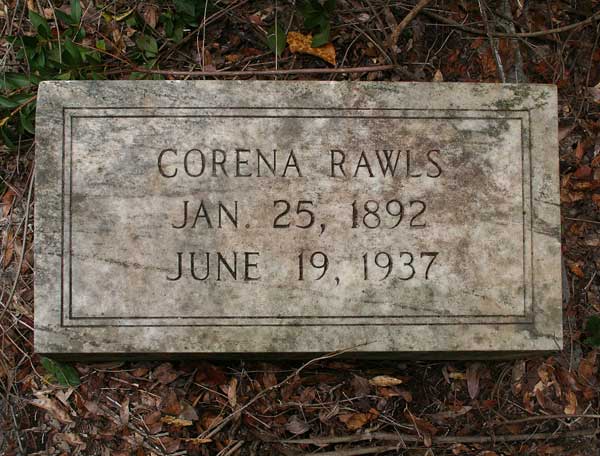 CORENA RAWLS
JAN. 25, 1892
JUNE 19, 1937